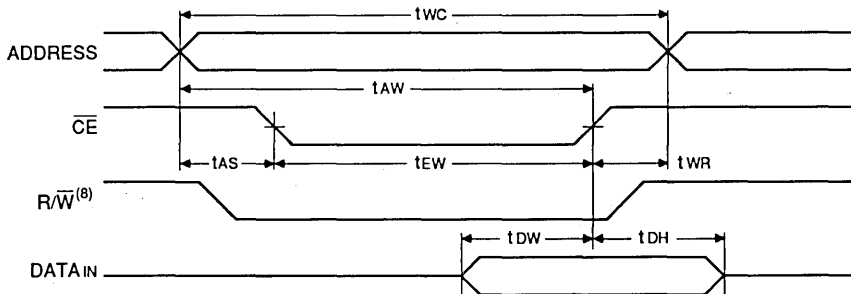 tWC
ADDRESS
tAW
CE
tAS
tEW
tWR
R/W(8)
tDW
tDH
DATA IN